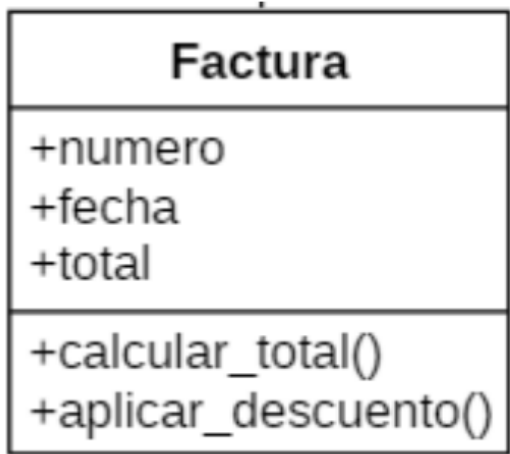 Factura
+numero
+fecha
+total
+calcular_total()
+aplicar_descuento()